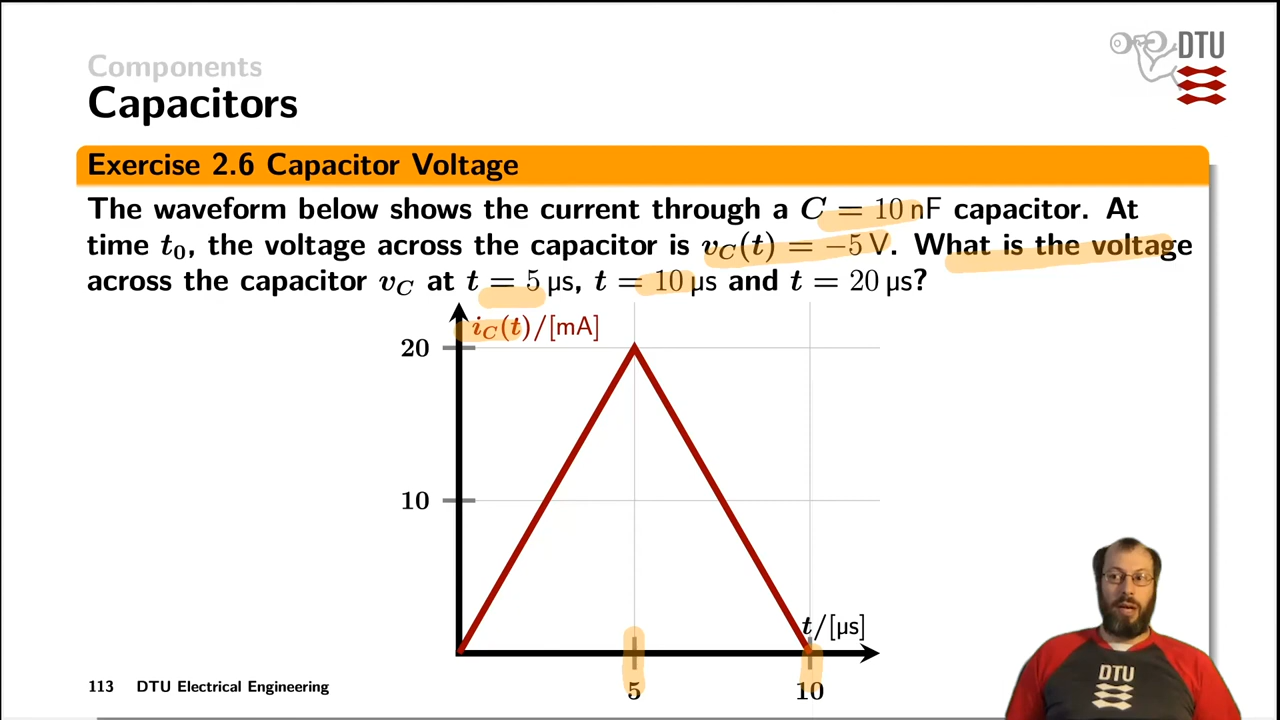 DTU
Components
Capacitors
Exercise 2.6 Capacitor Voltage
The waveform below shows the current through a C = 10 nF capacitor. At
time t₀, the voltage across the capacitor is v_C(t) = −5 V. What is the voltage
across the capacitor v_C at t = 5 µs, t = 10 µs and t = 20 µs?
i_C(t)/[mA]
20
10
t/[µs]
5
10
DTU
113 DTU Electrical Engineering